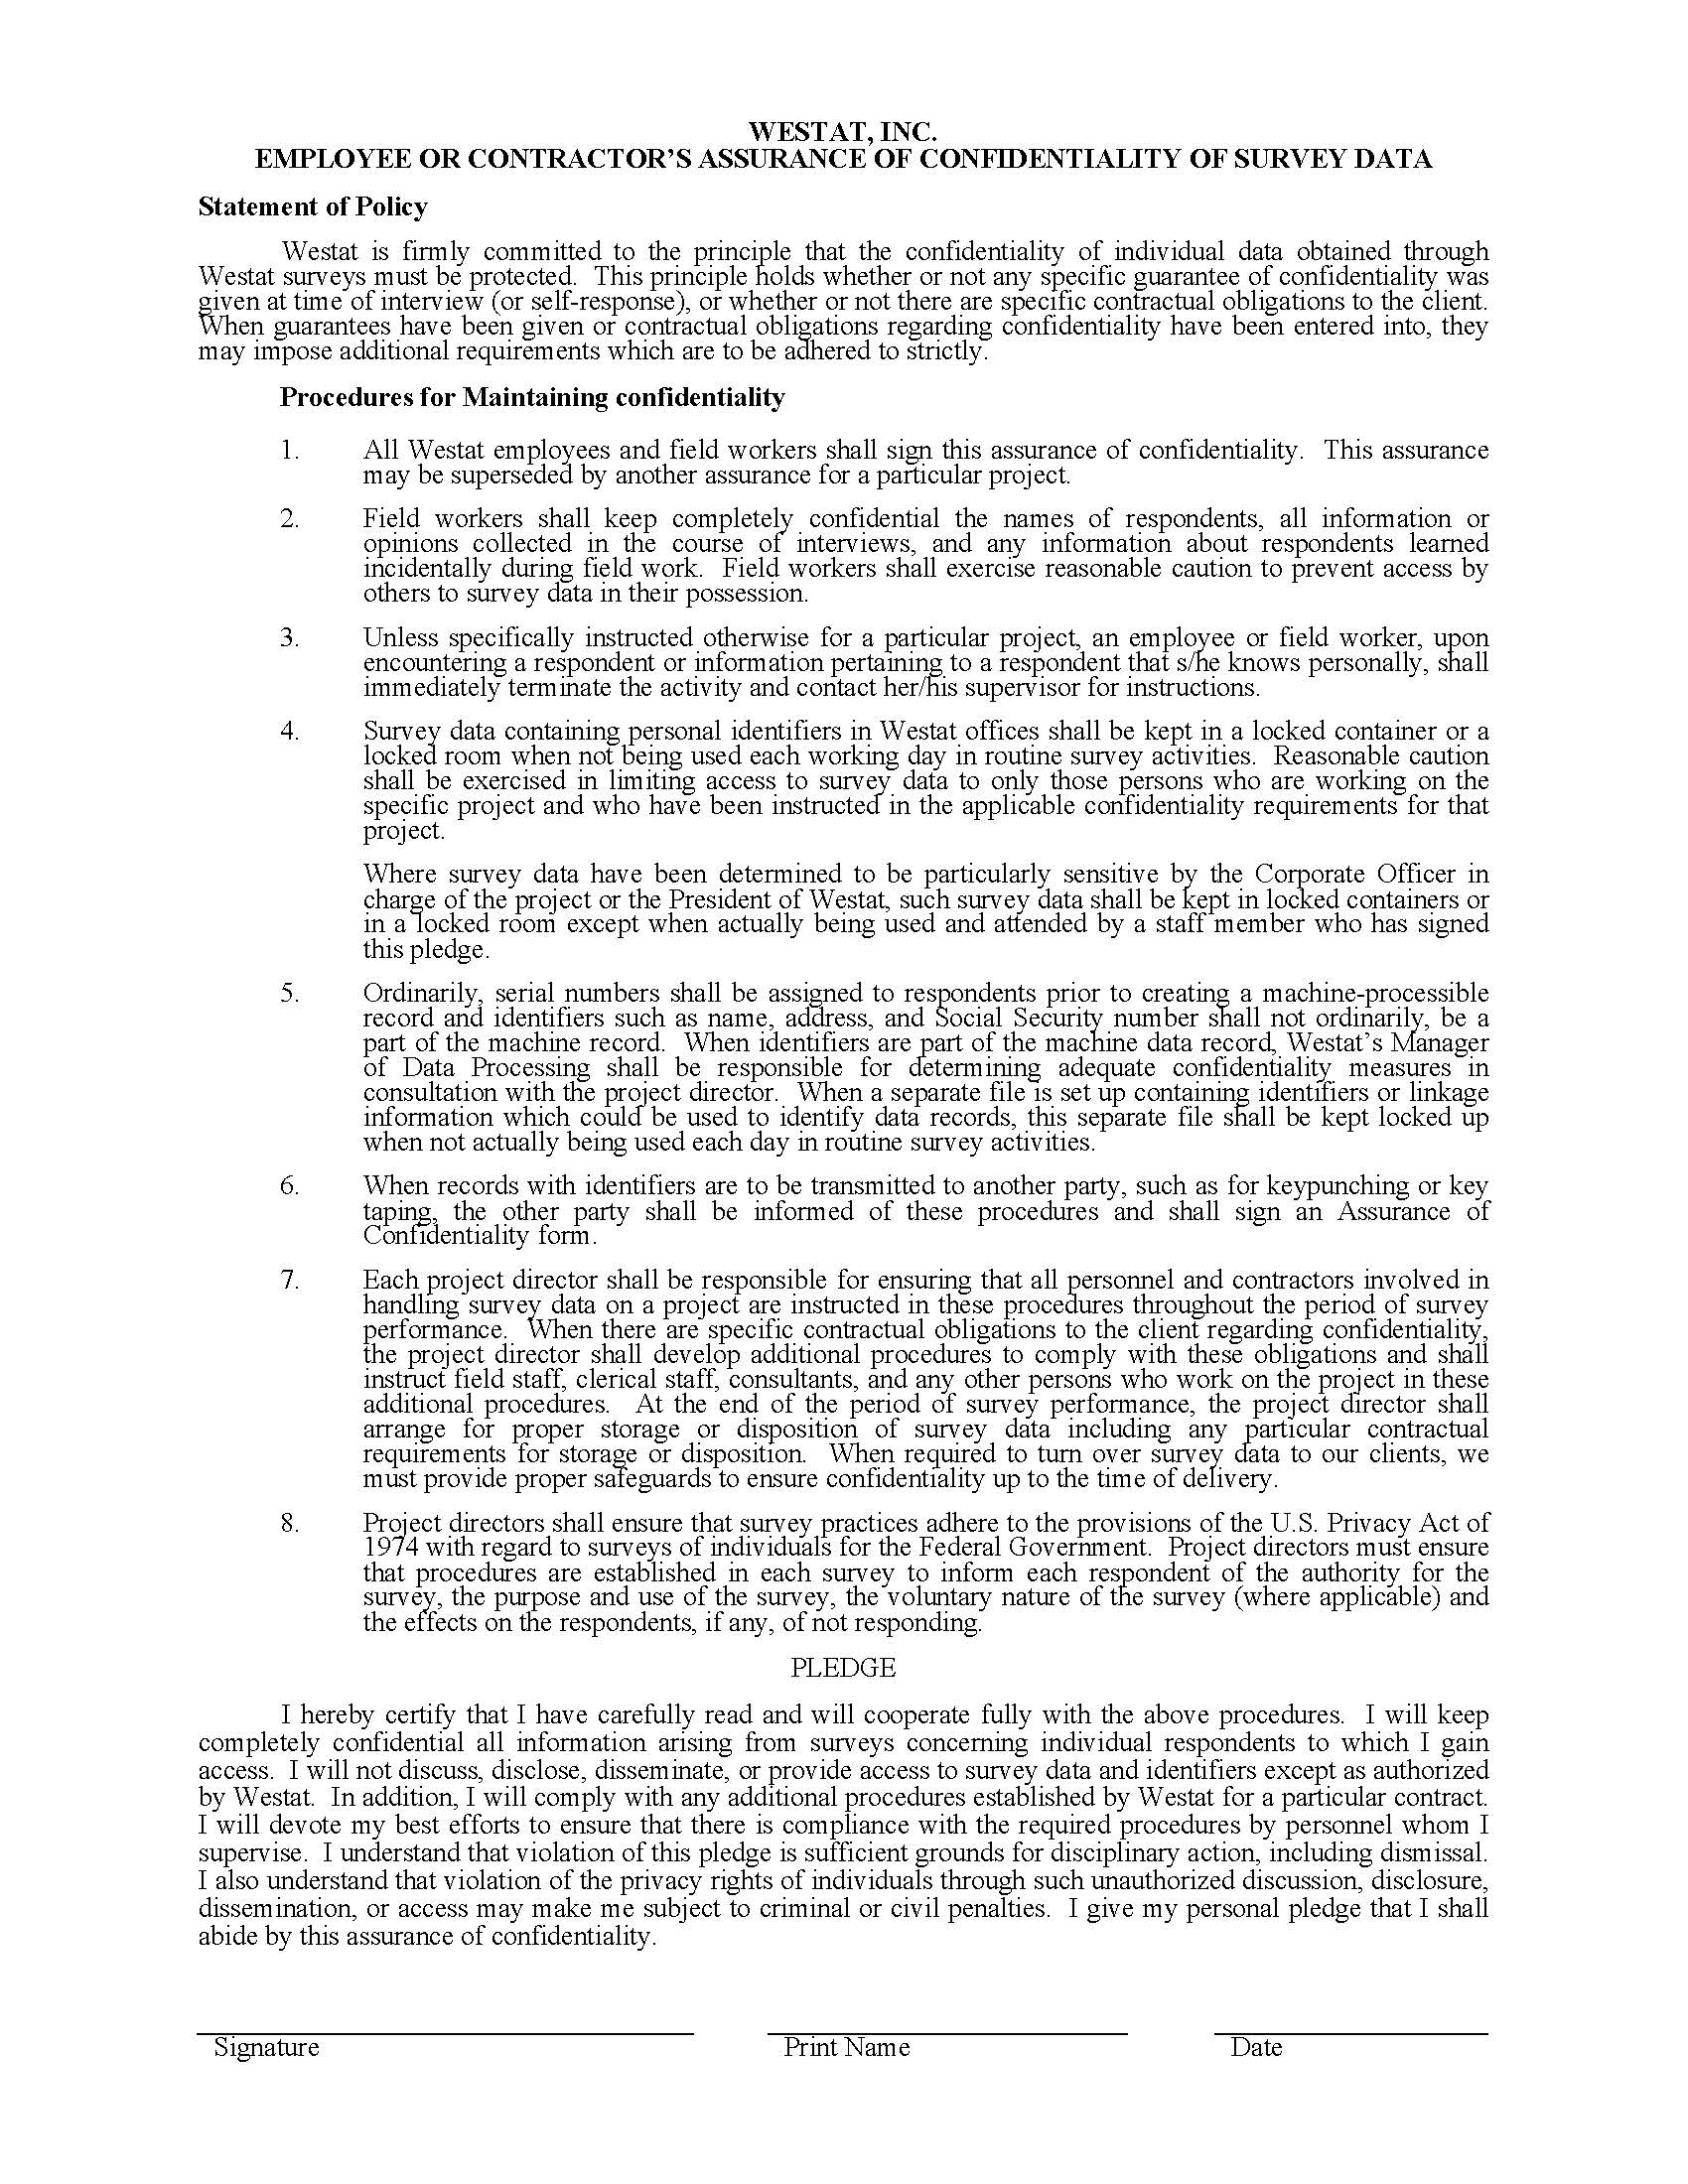 WESTAT, INC.
EMPLOYEE OR CONTRACTOR'S ASSURANCE OF CONFIDENTIALITY OF SURVEY DATA
Statement of Policy
Westat is firmly committed to the principle that the confidentiality of individual data obtained through
Westat surveys must be protected. This principle holds whether or not any specific guarantee of confidentiality was
given at time of interview (or self-response), or whether or not there are specific contractual obligations to the client.
When guarantees have been given or contractual obligations regarding confidentiality have been entered into, they
may impose additional requirements which are to be adhered to strictly.
Procedures for Maintaining confidentiality
1. All Westat employees and field workers shall sign this assurance of confidentiality. This assurance
may be superseded by another assurance for a particular project.
2. Field workers shall keep completely confidential the names of respondents, all information or
opinions collected in the course of interviews, and any information about respondents learned
incidentally during field work. Field workers shall exercise reasonable caution to prevent access by
others to survey data in their possession.
3. Unless specifically instructed otherwise for a particular project, an employee or field worker, upon
encountering a respondent or information pertaining to a respondent that s/he knows personally, shall
immediately terminate the activity and contact her/his supervisor for instructions.
4. Survey data containing personal identifiers in Westat offices shall be kept in a locked container or a
locked room when not being used each working day in routine survey activities. Reasonable caution
shall be exercised in limiting access to survey data to only those persons who are working on the
specific project and who have been instructed in the applicable confidentiality requirements for that
project.
Where survey data have been determined to be particularly sensitive by the Corporate Officer in
charge of the project or the President of Westat, such survey data shall be kept in locked containers or
in a locked room except when actually being used and attended by a staff member who has signed
this pledge.
5. Ordinarily, serial numbers shall be assigned to respondents prior to creating a machine-processible
record and identifiers such as name, address, and Social Security number shall not ordinarily, be a
part of the machine record. When identifiers are part of the machine data record, Westat's Manager
of Data Processing shall be responsible for determining adequate confidentiality measures in
consultation with the project director. When a separate file is set up containing identifiers or linkage
information which could be used to identify data records, this separate file shall be kept locked up
when not actually being used each day in routine survey activities.
6. When records with identifiers are to be transmitted to another party, such as for keypunching or key
taping, the other party shall be informed of these procedures and shall sign an Assurance of
Confidentiality form.
7. Each project director shall be responsible for ensuring that all personnel and contractors involved in
handling survey data on a project are instructed in these procedures throughout the period of survey
performance. When there are specific contractual obligations to the client regarding confidentiality,
the project director shall develop additional procedures to comply with these obligations and shall
instruct field staff, clerical staff, consultants, and any other persons who work on the project in these
additional procedures. At the end of the period of survey performance, the project director shall
arrange for proper storage or disposition of survey data including any particular contractual
requirements for storage or disposition. When required to turn over survey data to our clients, we
must provide proper safeguards to ensure confidentiality up to the time of delivery.
8. Project directors shall ensure that survey practices adhere to the provisions of the U.S. Privacy Act of
1974 with regard to surveys of individuals for the Federal Government. Project directors must ensure
that procedures are established in each survey to inform each respondent of the authority for the
survey, the purpose and use of the survey, the voluntary nature of the survey (where applicable) and
the effects on the respondents, if any, of not responding.
PLEDGE
I hereby certify that I have carefully read and will cooperate fully with the above procedures. I will keep
completely confidential all information arising from surveys concerning individual respondents to which I gain
access. I will not discuss, disclose, disseminate, or provide access to survey data and identifiers except as authorized
by Westat. In addition, I will comply with any additional procedures established by Westat for a particular contract.
I will devote my best efforts to ensure that there is compliance with the required procedures by personnel whom I
supervise. I understand that violation of this pledge is sufficient grounds for disciplinary action, including dismissal.
I also understand that violation of the privacy rights of individuals through such unauthorized discussion, disclosure,
dissemination, or access may make me subject to criminal or civil penalties. I give my personal pledge that I shall
abide by this assurance of confidentiality.
Signature Print Name Date